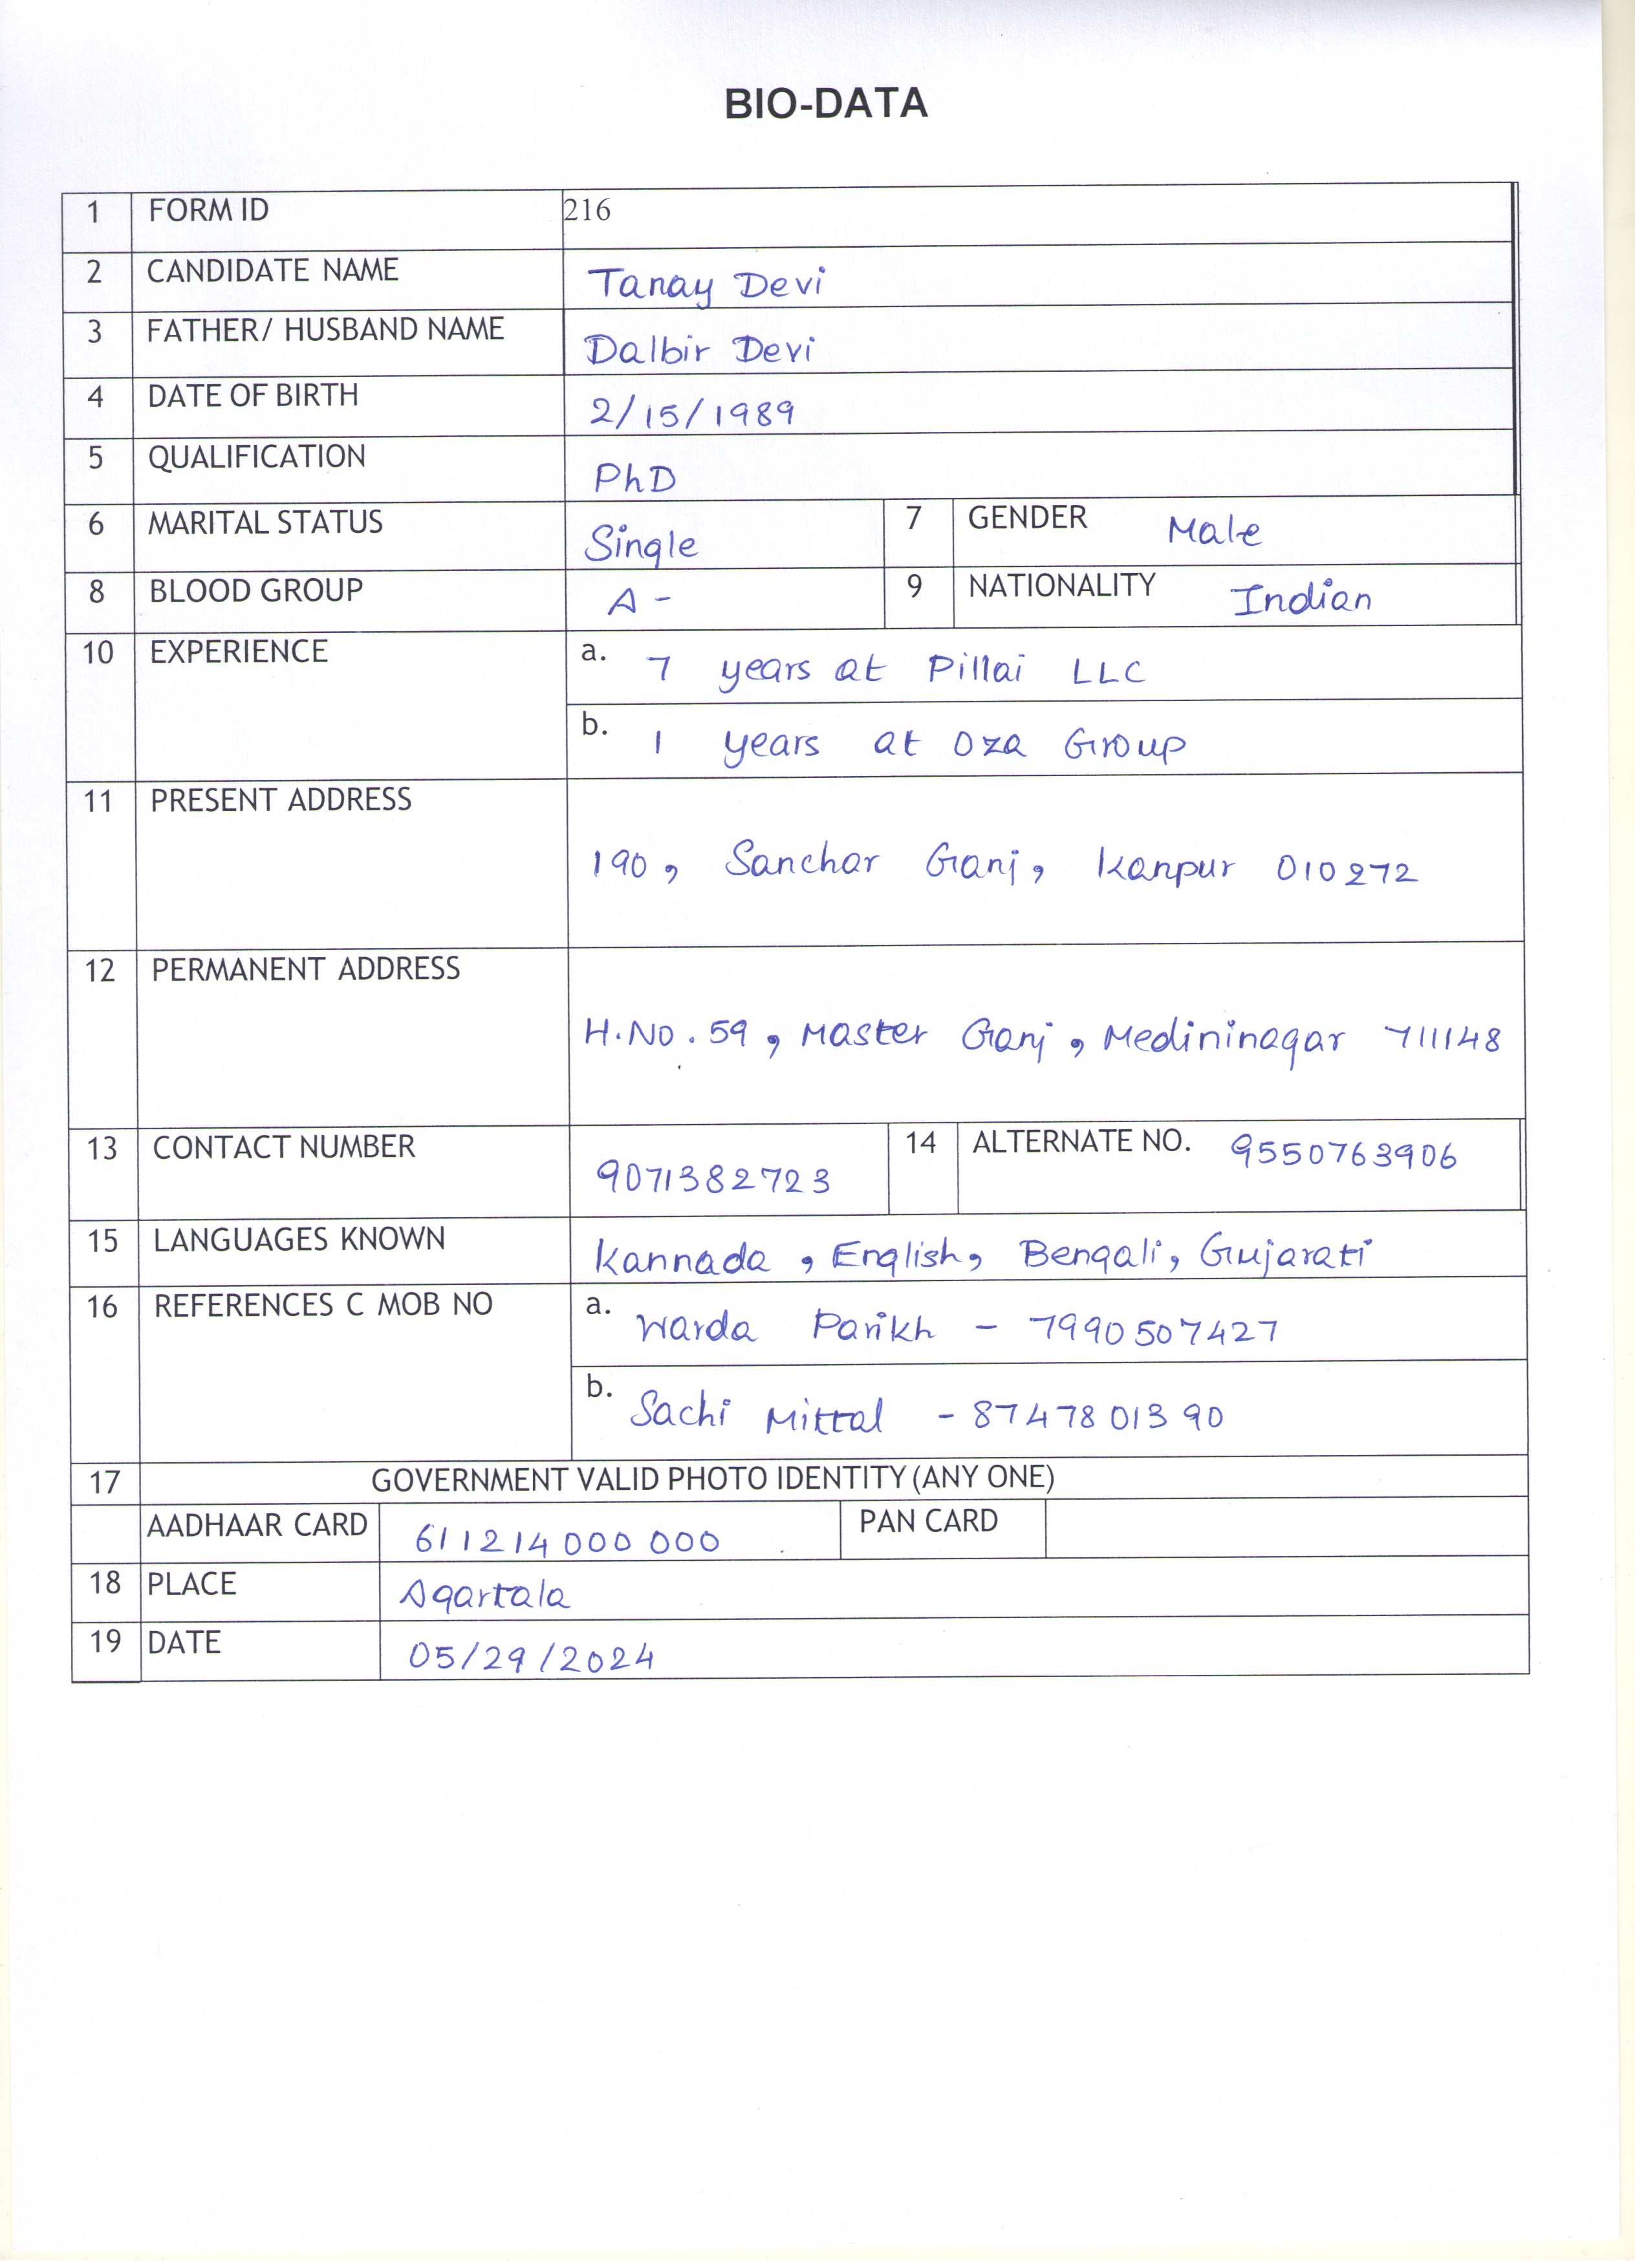 BIO-DATA
1 FORM ID 216
2 CANDIDATE NAME Tanay Devi
3 FATHER/ HUSBAND NAME Dalbir Devi
4 DATE OF BIRTH 2/15/1989
5 QUALIFICATION PhD
6 MARITAL STATUS Single 7 GENDER Male
8 BLOOD GROUP A- 9 NATIONALITY Indian
10 EXPERIENCE a. 7 years at Pillai LLC
b. 1 years at Oza Group
11 PRESENT ADDRESS
190, Sanchar Ganj, Kanpur 010272
12 PERMANENT ADDRESS
H.No. 59, Master Ganj, Medininagar 711148
13 CONTACT NUMBER 9071382723 14 ALTERNATE NO. 9550763906
15 LANGUAGES KNOWN Kannada, English, Bengali, Gujarati
16 REFERENCES C MOB NO a. Warda Parikh - 7990507427
b. Sachi Mittal - 8747801390
17 GOVERNMENT VALID PHOTO IDENTITY (ANY ONE)
AADHAAR CARD 611214000000 PAN CARD
18 PLACE Agartala
19 DATE 05/29/2024